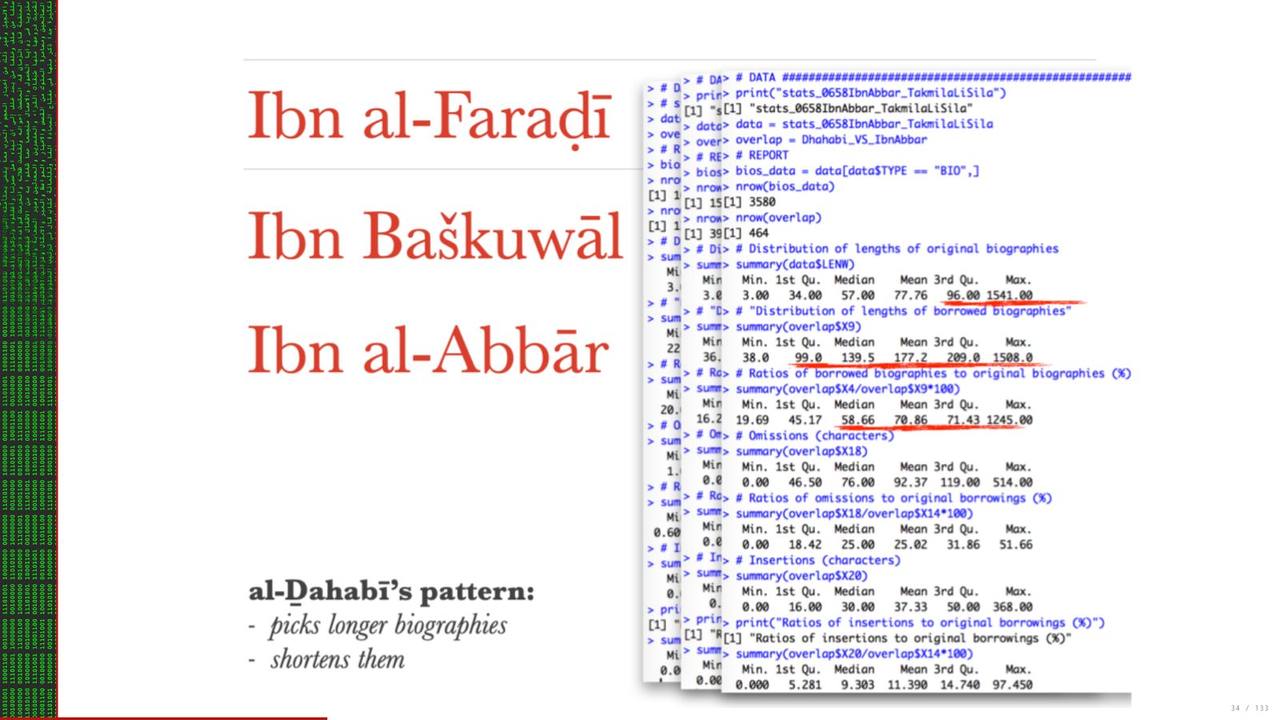 Ibn al-Faraḍī
Ibn Baškuwāl
Ibn al-Abbār
al-Ḏahabī’s pattern:
- picks longer biographies
- shortens them
> # DATA #####################################################
> print("stats_0658IbnAbbar_TakmilaLiSila")
[1] "stats_0658IbnAbbar_TakmilaLiSila"
> data = stats_0658IbnAbbar_TakmilaLiSila
> overlap = Dhahabi_VS_IbnAbbar
> # REPORT
> bios_data = data[data$TYPE == "BIO",]
> nrow(bios_data)
[1] 3580
> nrow(overlap)
[1] 464
> # Distribution of lengths of original biographies
> summary(data$LENW)
Min. 1st Qu. Median Mean 3rd Qu. Max.
3.00 34.00 57.00 77.76 96.00 1541.00
> # "Distribution of lengths of borrowed biographies"
> summary(overlap$X9)
Min. 1st Qu. Median Mean 3rd Qu. Max.
38.0 99.0 139.5 177.2 209.0 1508.0
> # Ratios of borrowed biographies to original biographies (%)
> summary(overlap$X4/overlap$X9*100)
Min. 1st Qu. Median Mean 3rd Qu. Max.
19.69 45.17 58.66 70.86 71.43 1245.00
> # Omissions (characters)
> summary(overlap$X18)
Min. 1st Qu. Median Mean 3rd Qu. Max.
0.00 46.50 76.00 92.37 119.00 514.00
> # Ratios of omissions to original borrowings (%)
> summary(overlap$X18/overlap$X14*100)
Min. 1st Qu. Median Mean 3rd Qu. Max.
0.00 18.42 25.00 25.02 31.86 51.66
> # Insertions (characters)
> summary(overlap$X20)
Min. 1st Qu. Median Mean 3rd Qu. Max.
0.00 16.00 30.00 37.33 50.00 368.00
> print("Ratios of insertions to original borrowings (%)")
[1] "Ratios of insertions to original borrowings (%)"
> summary(overlap$X20/overlap$X14*100)
Min. 1st Qu. Median Mean 3rd Qu. Max.
0.000 5.281 9.303 11.390 14.740 97.450
34 / 133